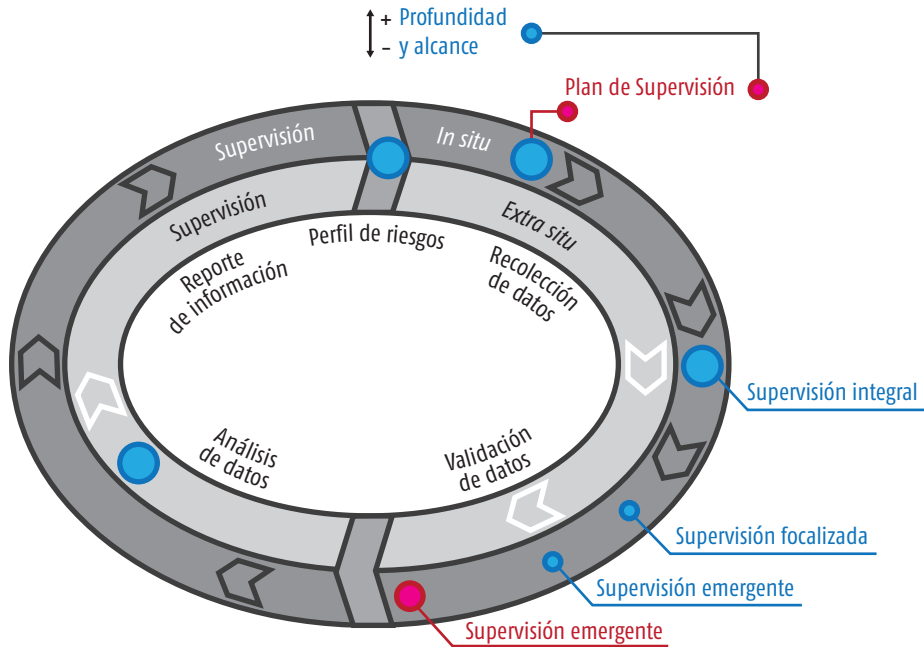 + Profundidad
- y alcance
Plan de Supervisión
Supervisión
In situ
Supervisión
Extra situ
Perfil de riesgos
Reporte
de información
Recolección
de datos
Supervisión integral
Análisis
de datos
Validación
de datos
Supervisión focalizada
Supervisión emergente
Supervisión emergente